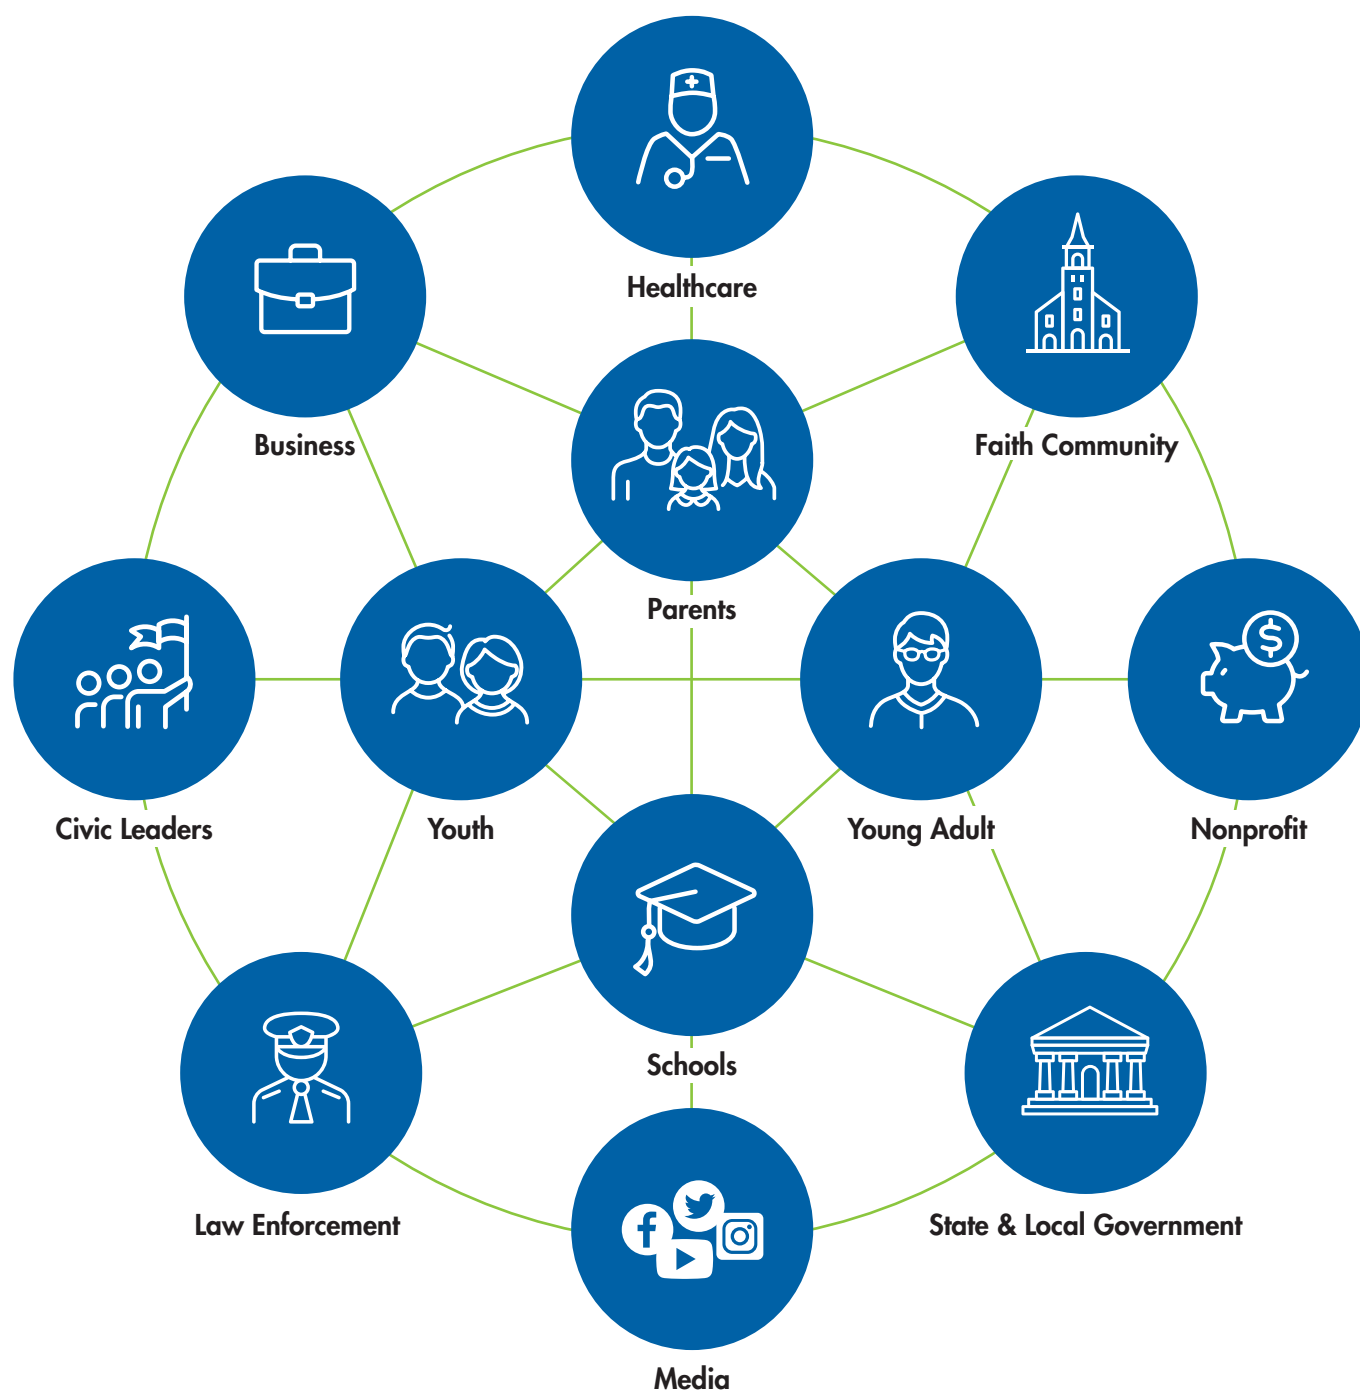 Healthcare
Business
Faith Community
Parents
Civic Leaders
Youth
Young Adult
Nonprofit
$
Schools
Law Enforcement
State & Local Government
f
Media